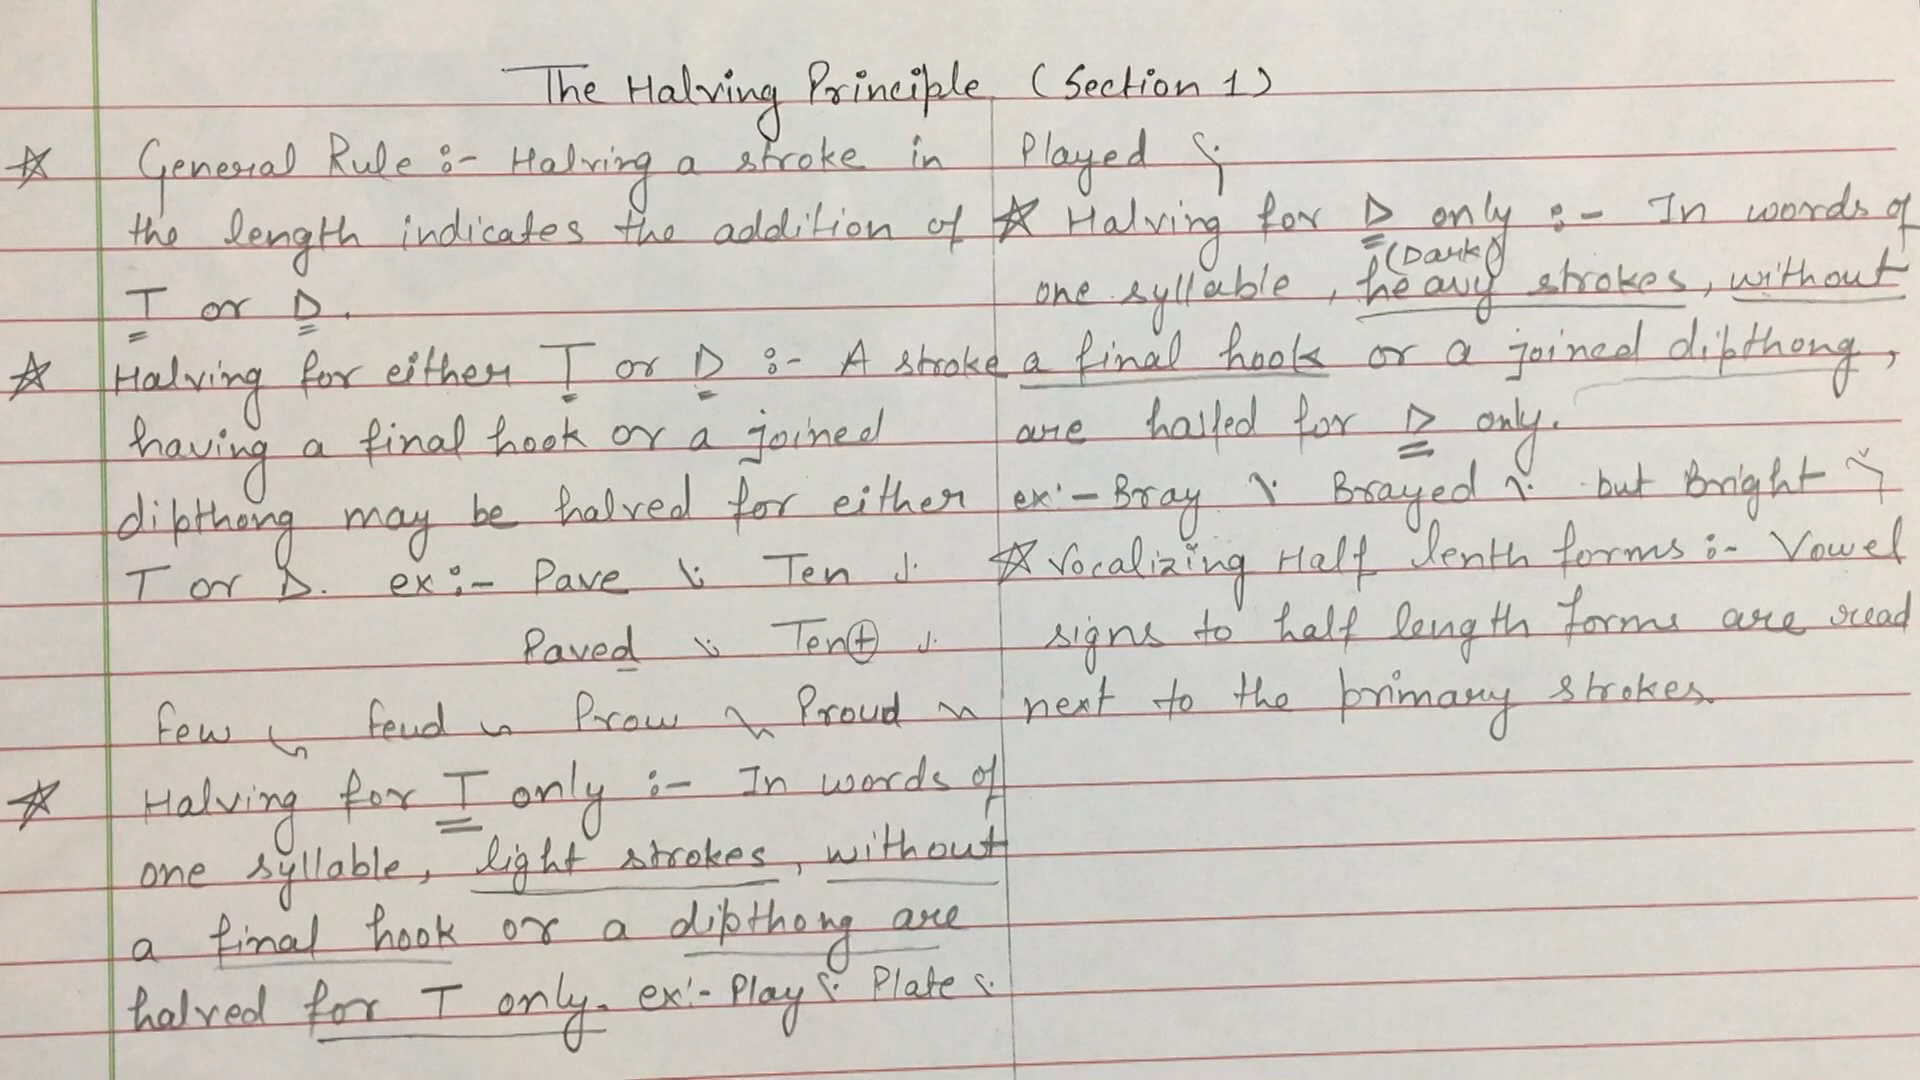 The Halving Principle (Section 1)
☆ General Rule :- Halving a stroke in
the length indicates the addition of
T or D.
☆ Halving for either T or D :- A stroke
having a final hook or a joined
dipthong may be halved for either
T or D. ex:- Pave Ten
Paved Tent
few feud Prow Proud
☆ Halving for T only :- In words of
one syllable, light strokes, without
a final hook or a dipthong are
halved for T only. ex:- Play Plate
Played
☆ Halving for D only :- In words of
(Dark)
one syllable, heavy strokes, without
a final hook or a joined dipthong,
are halfed for D only.
ex:- Bray Brayed but Bright
☆ Vocalizing Half lenth forms :- Vowel
signs to half length forms are read
next to the primary strokes.